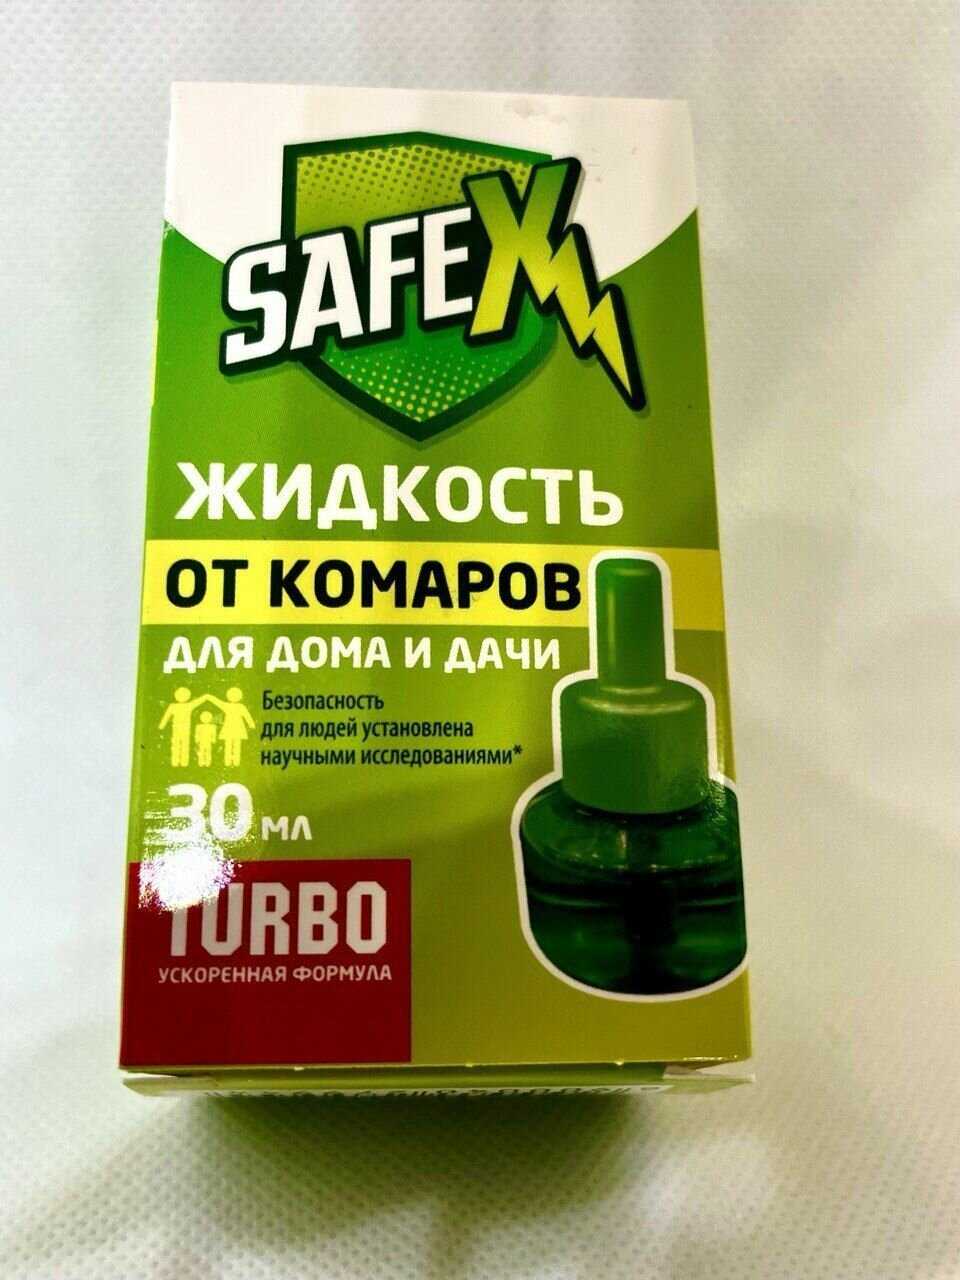 SAFEX
ЖИДКОСТЬ
ОТ КОМАРОВ
ДЛЯ ДОМА И ДАЧИ
Безопасность
для людей установлена
научными исследованиями*
30 мл
TURBO
УСКОРЕННАЯ ФОРМУЛА